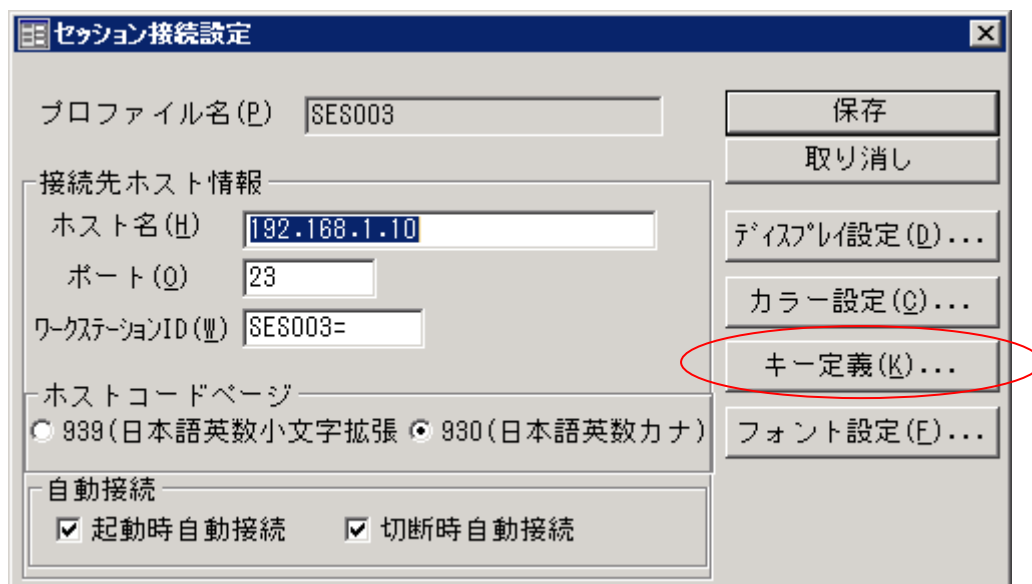 セッション接続設定
プロファイル名(P) SES003
保存
取り消し
接続先ホスト情報
ホスト名(H) 192.168.1.10
ディスプレイ設定(D)...
ポート(O) 23
カラー設定(C)...
ワークステーションID(W) SES003=
キー定義(K)...
ホストコードページ
939(日本語英数小文字拡張 930(日本語英数カナ)
フォント設定(F)...
自動接続
起動時自動接続 切断時自動接続